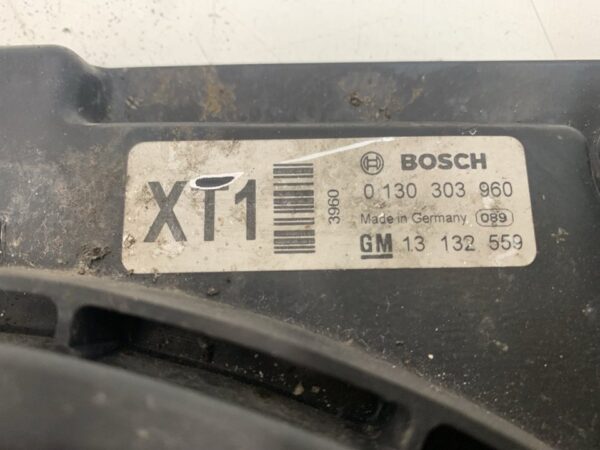 XT1
3960
BOSCH
0 130 303 960
Made in Germany 089
GM 13 132 559